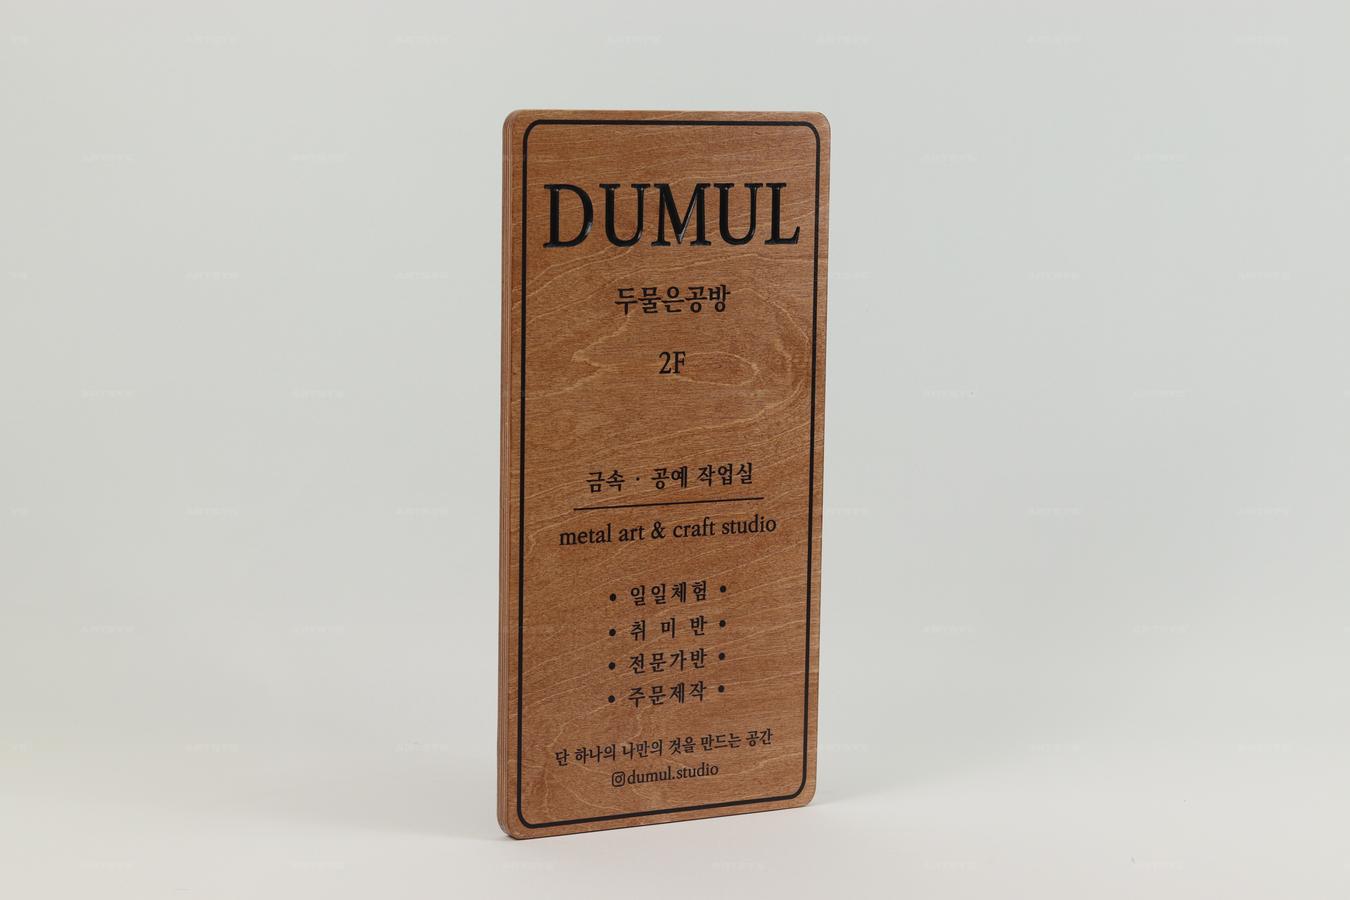 DUMUL
두물은공방
2F
금속 · 공예 작업실
metal art & craft studio
• 일일체험 •
• 취 미 반 •
• 전문가반 •
• 주문제작 •
단 하나의 나만의 것을 만드는 공간
dumul.studio